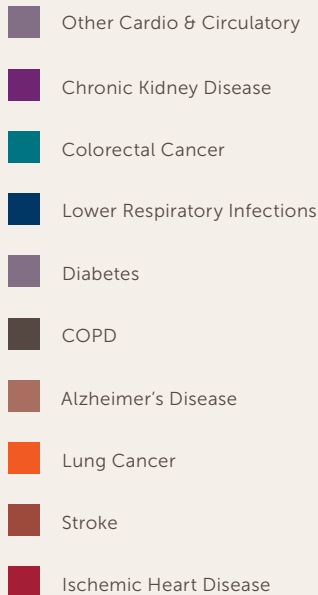 Other Cardio & Circulatory
Chronic Kidney Disease
Colorectal Cancer
Lower Respiratory Infections
Diabetes
COPD
Alzheimer’s Disease
Lung Cancer
Stroke
Ischemic Heart Disease